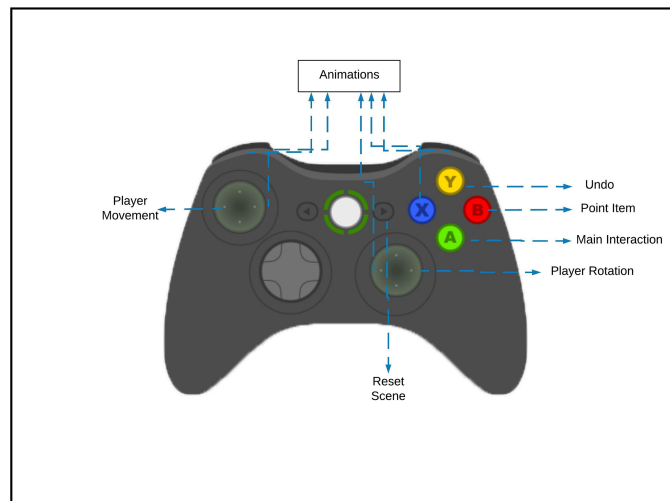 Animations
Y
Undo
Player
Movement
X
B
Point Item
A
Main Interaction
Player Rotation
Reset
Scene